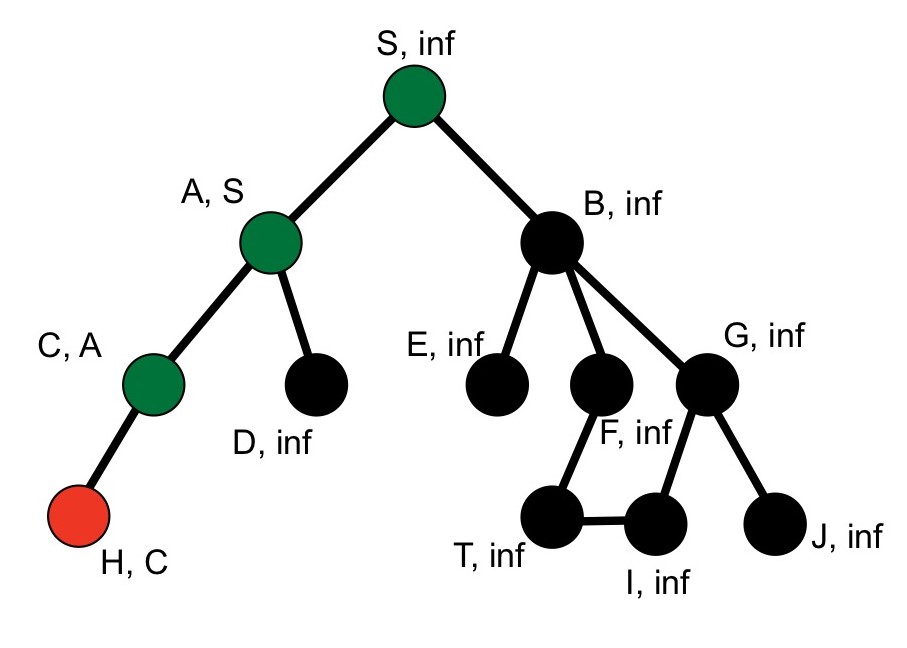 S, inf
A, S
B, inf
C, A
E, inf
G, inf
D, inf
F, inf
H, C
T, inf
I, inf
J, inf